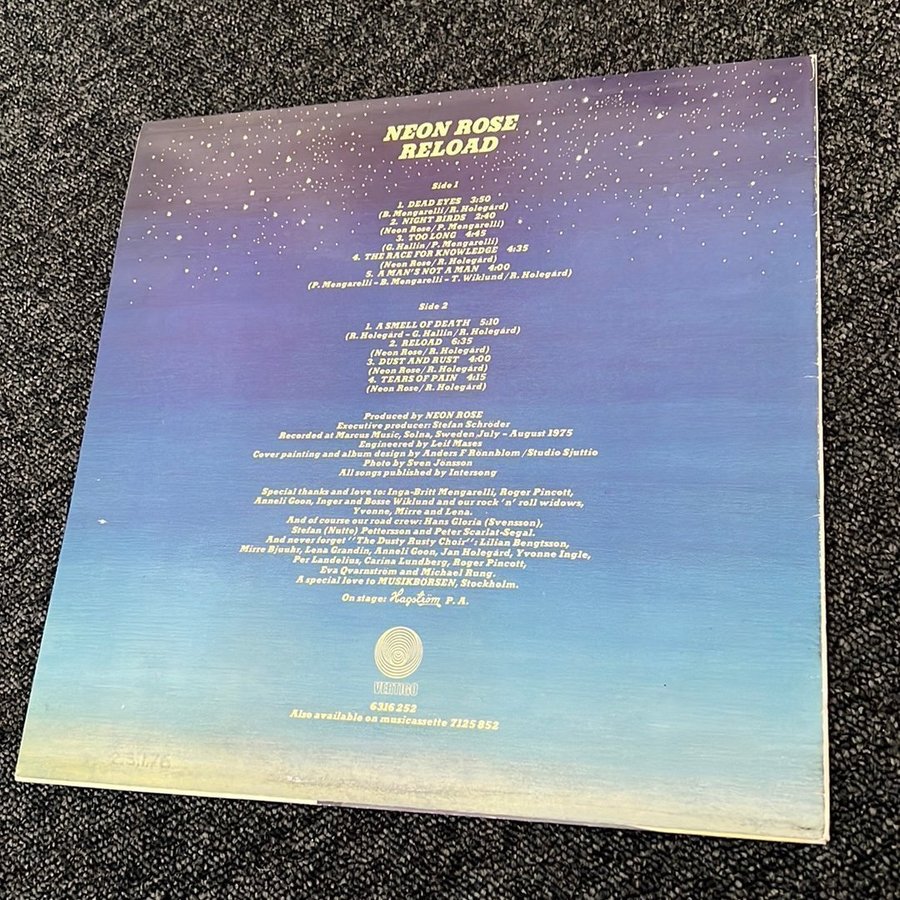 NEON ROSE
RELOAD
Side 1
1. DEAD EYES 3:50
(B. Mengarelli/R. Holegård)
2. NIGHT BIRDS 2:40
(Neon Rose/P. Mengarelli)
3. TOO LONG 4:45
(G. Hallin/P. Mengarelli)
4. THE RACE FOR KNOWLEDGE 4:35
(Neon Rose/R. Holegård)
5. A MAN'S NOT A MAN 4:00
(P. Mengarelli - B. Mengarelli - T. Wiklund/R. Holegård)
Side 2
1. A SMELL OF DEATH 5:10
(R. Holegård - G. Hallin/R. Holegård)
2. RELOAD 6:35
(Neon Rose/R. Holegård)
3. DUST AND RUST 4:00
(Neon Rose/R. Holegård)
4. TEARS OF PAIN 4:15
(Neon Rose/R. Holegård)
Produced by NEON ROSE
Executive producer: Stefan Schröder
Recorded at Marcus Music, Solna, Sweden July - August 1975
Engineered by Leif Mases
Cover painting and album design by Anders F Rönnblom/Studio Sjuttio
Photo by Sven Jonsson
All songs published by Intersong
Special thanks and love to: Inga-Britt Mengarelli, Roger Pincott,
Anneli Goon, Inger and Bosse Wiklund and our rock 'n' roll widows,
Yvonne, Mirre and Lena.
And of course our road crew: Hans Gloria (Svensson),
Stefan (Nutte) Pettersson and Peter Scarlat-Segal.
And never forget "The Dusty Rusty Choir": Lilian Bengtsson,
Mirre Bjuuhr, Lena Grandin, Anneli Goon, Jan Holegård, Yvonne Ingle,
Per Landelius, Carina Lundberg, Roger Pincott,
Eva Qvarnström and Michael Rung.
A special love to MUSIKBÖRSEN, Stockholm.
On stage: Hagström P.A.
VERTIGO
6316 252
Also available on musicassette 7125 852